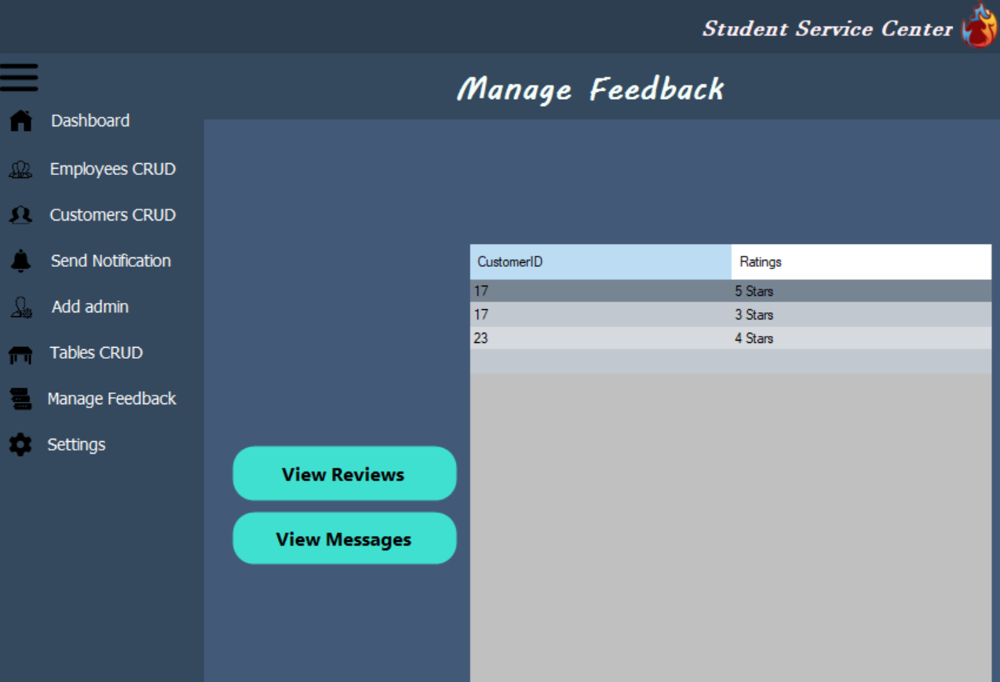 Student Service Center
Manage Feedback
Dashboard
Employees CRUD
Customers CRUD
Send Notification
Add admin
Tables CRUD
Manage Feedback
Settings
View Reviews
View Messages
CustomerID Ratings
17 5 Stars
17 3 Stars
23 4 Stars